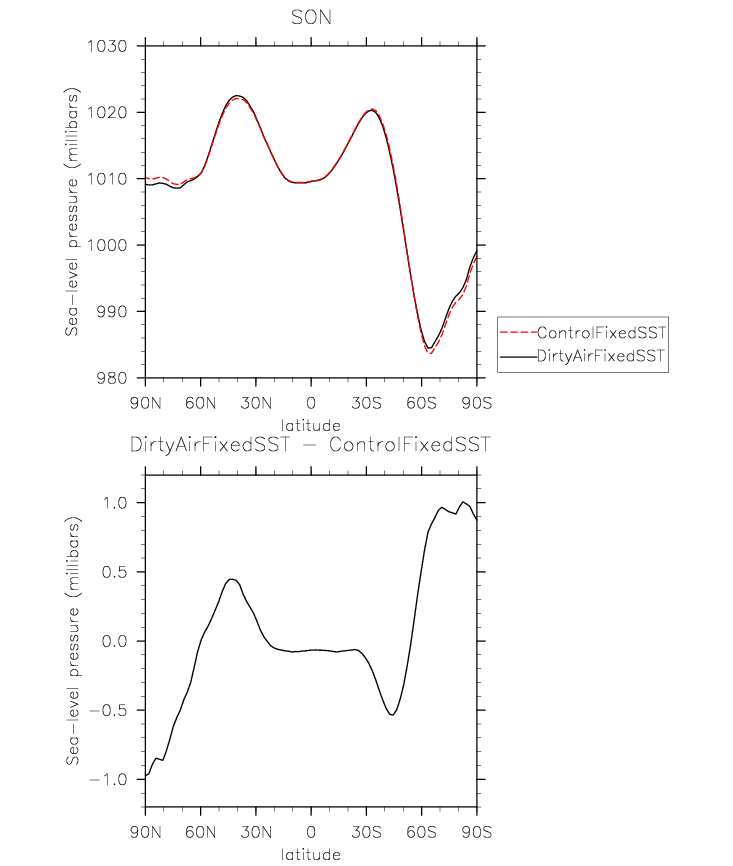 SON
Sea-level pressure (millibars)
1030
1020
1010
1000
990
980
90N 60N 30N 0 30S 60S 90S
latitude
ControlFixedSST
DirtyAirFixedSST
DirtyAirFixedSST - ControlFixedSST
Sea-level pressure (millibars)
1.0
0.5
0.0
-0.5
-1.0
90N 60N 30N 0 30S 60S 90S
latitude